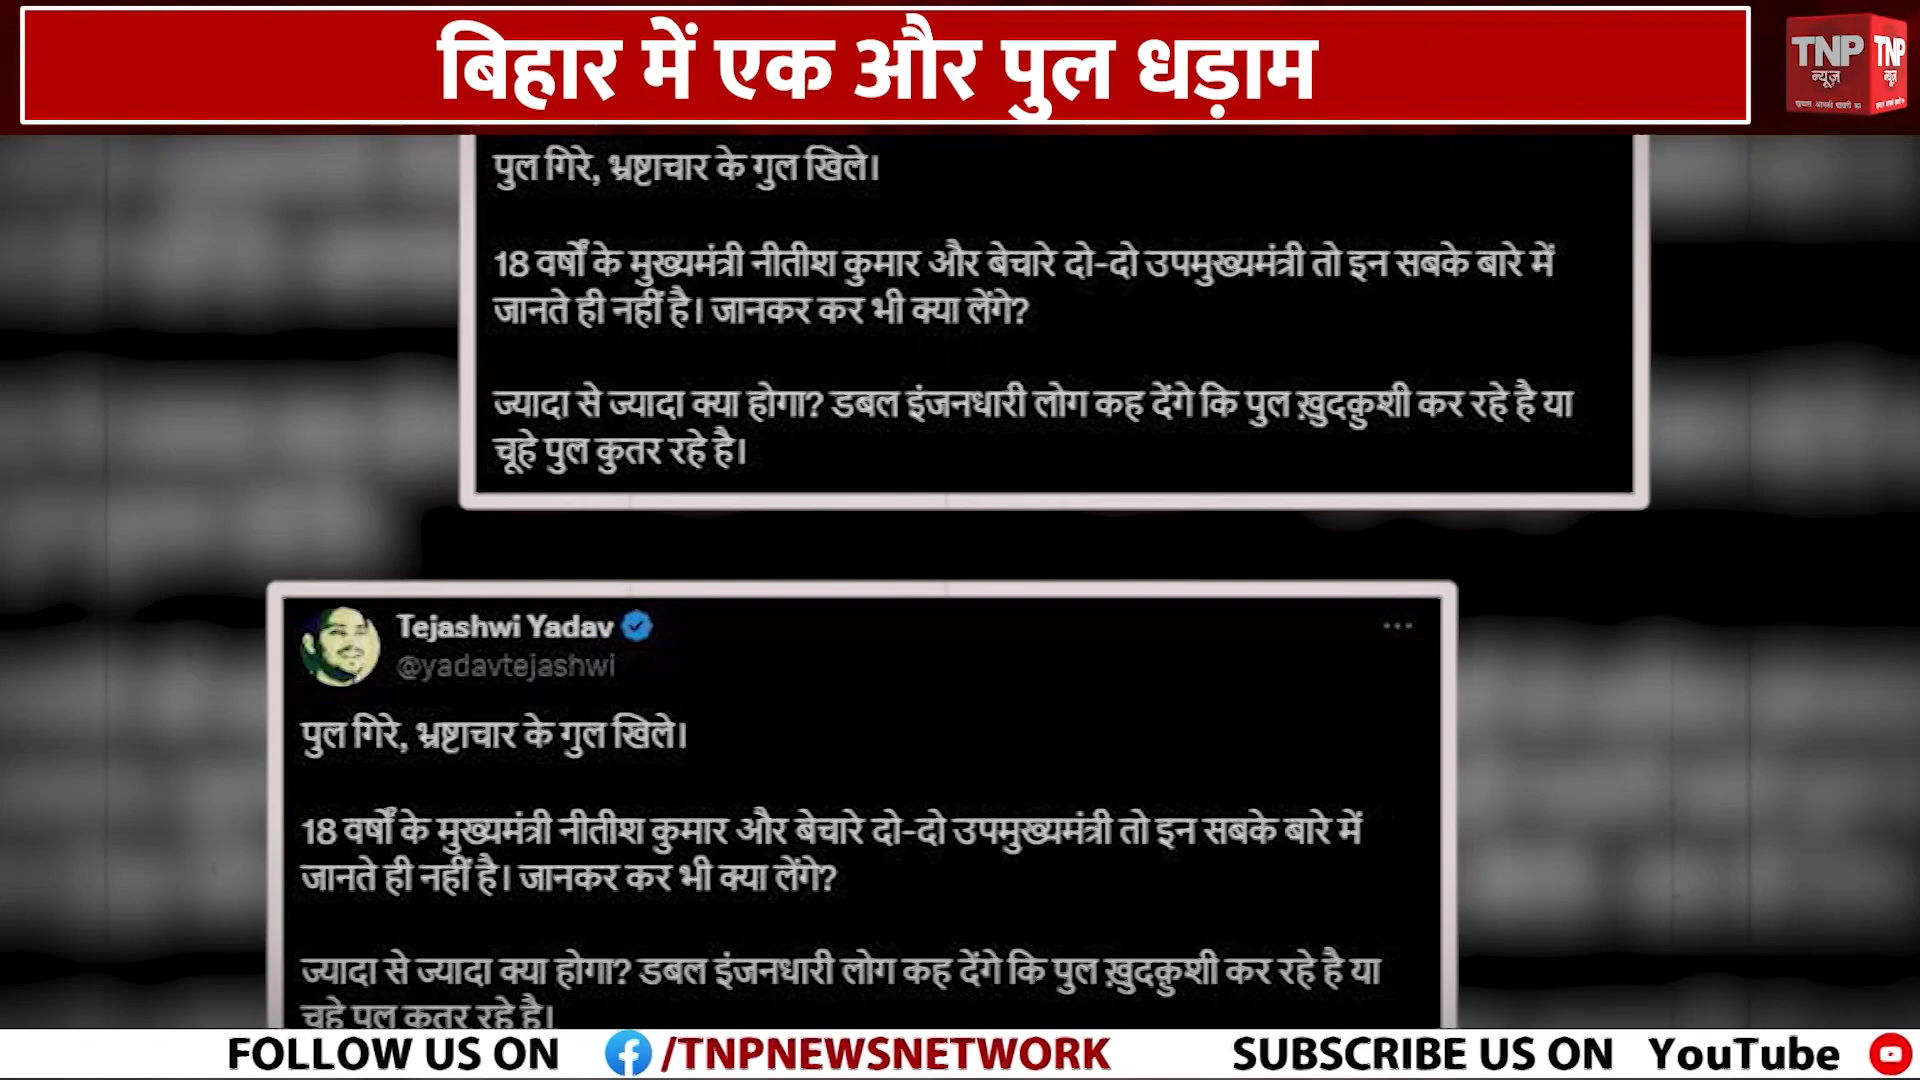 बिहार में एक और पुल धड़ाम
TNP
TNP
न्यूज़
न्यूज़
पुल गिरे, भ्रष्टाचार के गुल खिले।
18 वर्षों के मुख्यमंत्री नीतीश कुमार और बेचारे दो-दो उपमुख्यमंत्री तो इन सबके बारे में
जानते ही नहीं है। जानकर कर भी क्या लेंगे?
ज्यादा से ज्यादा क्या होगा? डबल इंजनधारी लोग कह देंगे कि पुल ख़ुदक़ुशी कर रहे है या
चूहे पुल कुतर रहे है।
Tejashwi Yadav
@yadavtejashwi
पुल गिरे, भ्रष्टाचार के गुल खिले।
18 वर्षों के मुख्यमंत्री नीतीश कुमार और बेचारे दो-दो उपमुख्यमंत्री तो इन सबके बारे में
जानते ही नहीं है। जानकर कर भी क्या लेंगे?
ज्यादा से ज्यादा क्या होगा? डबल इंजनधारी लोग कह देंगे कि पुल ख़ुदक़ुशी कर रहे है या
चूहे पुल कुतर रहे है।
FOLLOW US ON /TNPNEWSNETWORK SUBSCRIBE US ON YouTube